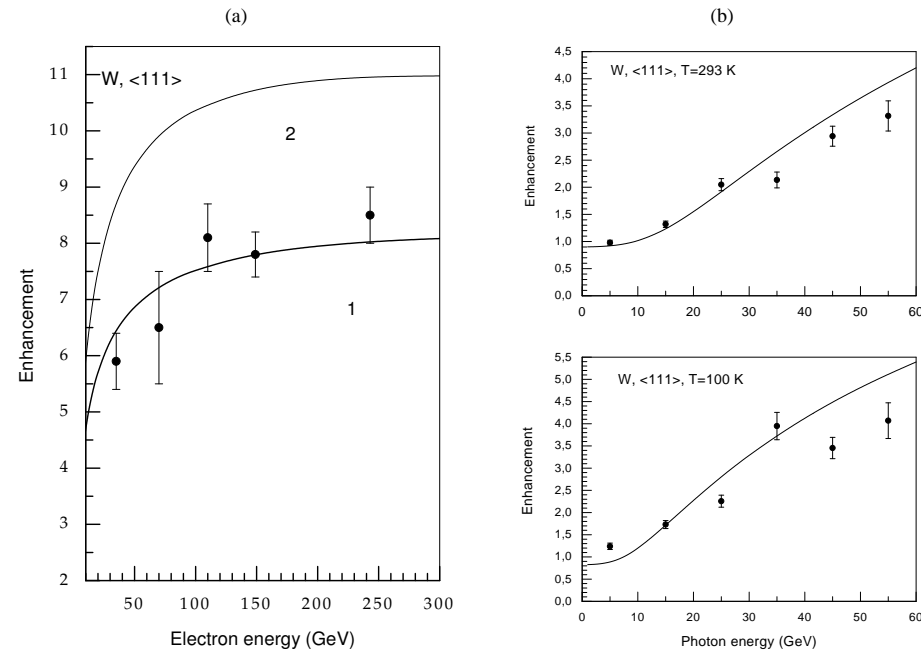 (a)
W, <111>
2
1
Enhancement
11
10
9
8
7
6
5
4
3
2
50 100 150 200 250 300
Electron energy (GeV)
(b)
W, <111>, T=293 K
Enhancement
4,5
4,0
3,5
3,0
2,5
2,0
1,5
1,0
0,5
0,0
0 10 20 30 40 50 60
W, <111>, T=100 K
Enhancement
5,5
5,0
4,5
4,0
3,5
3,0
2,5
2,0
1,5
1,0
0,5
0,0
0 10 20 30 40 50 60
Photon energy (GeV)